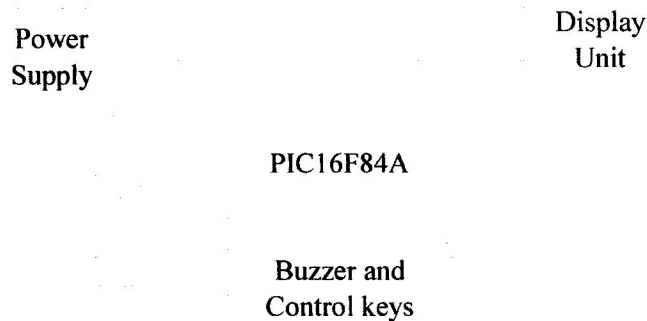 Power
Supply
Display
Unit
PIC16F84A
Buzzer and
Control keys